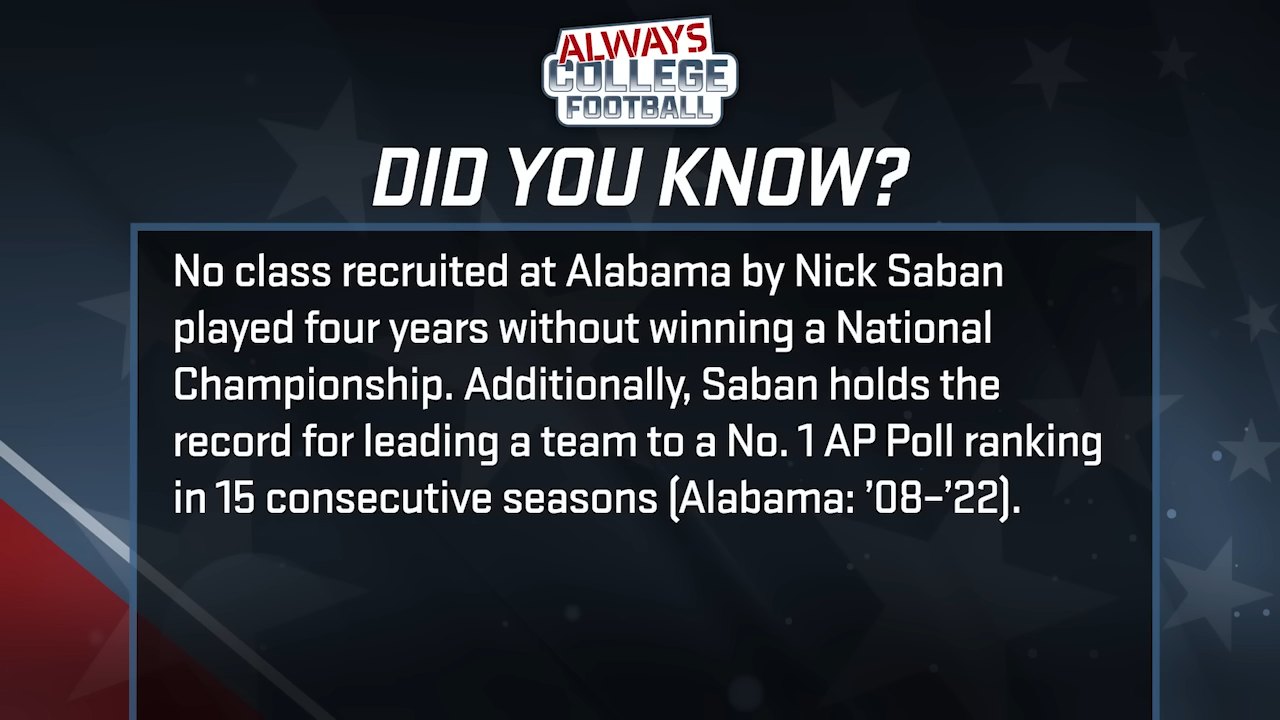 ALWAYS
COLLEGE
FOOTBALL
DID YOU KNOW?
No class recruited at Alabama by Nick Saban
played four years without winning a National
Championship. Additionally, Saban holds the
record for leading a team to a No. 1 AP Poll ranking
in 15 consecutive seasons (Alabama: ’08–’22).